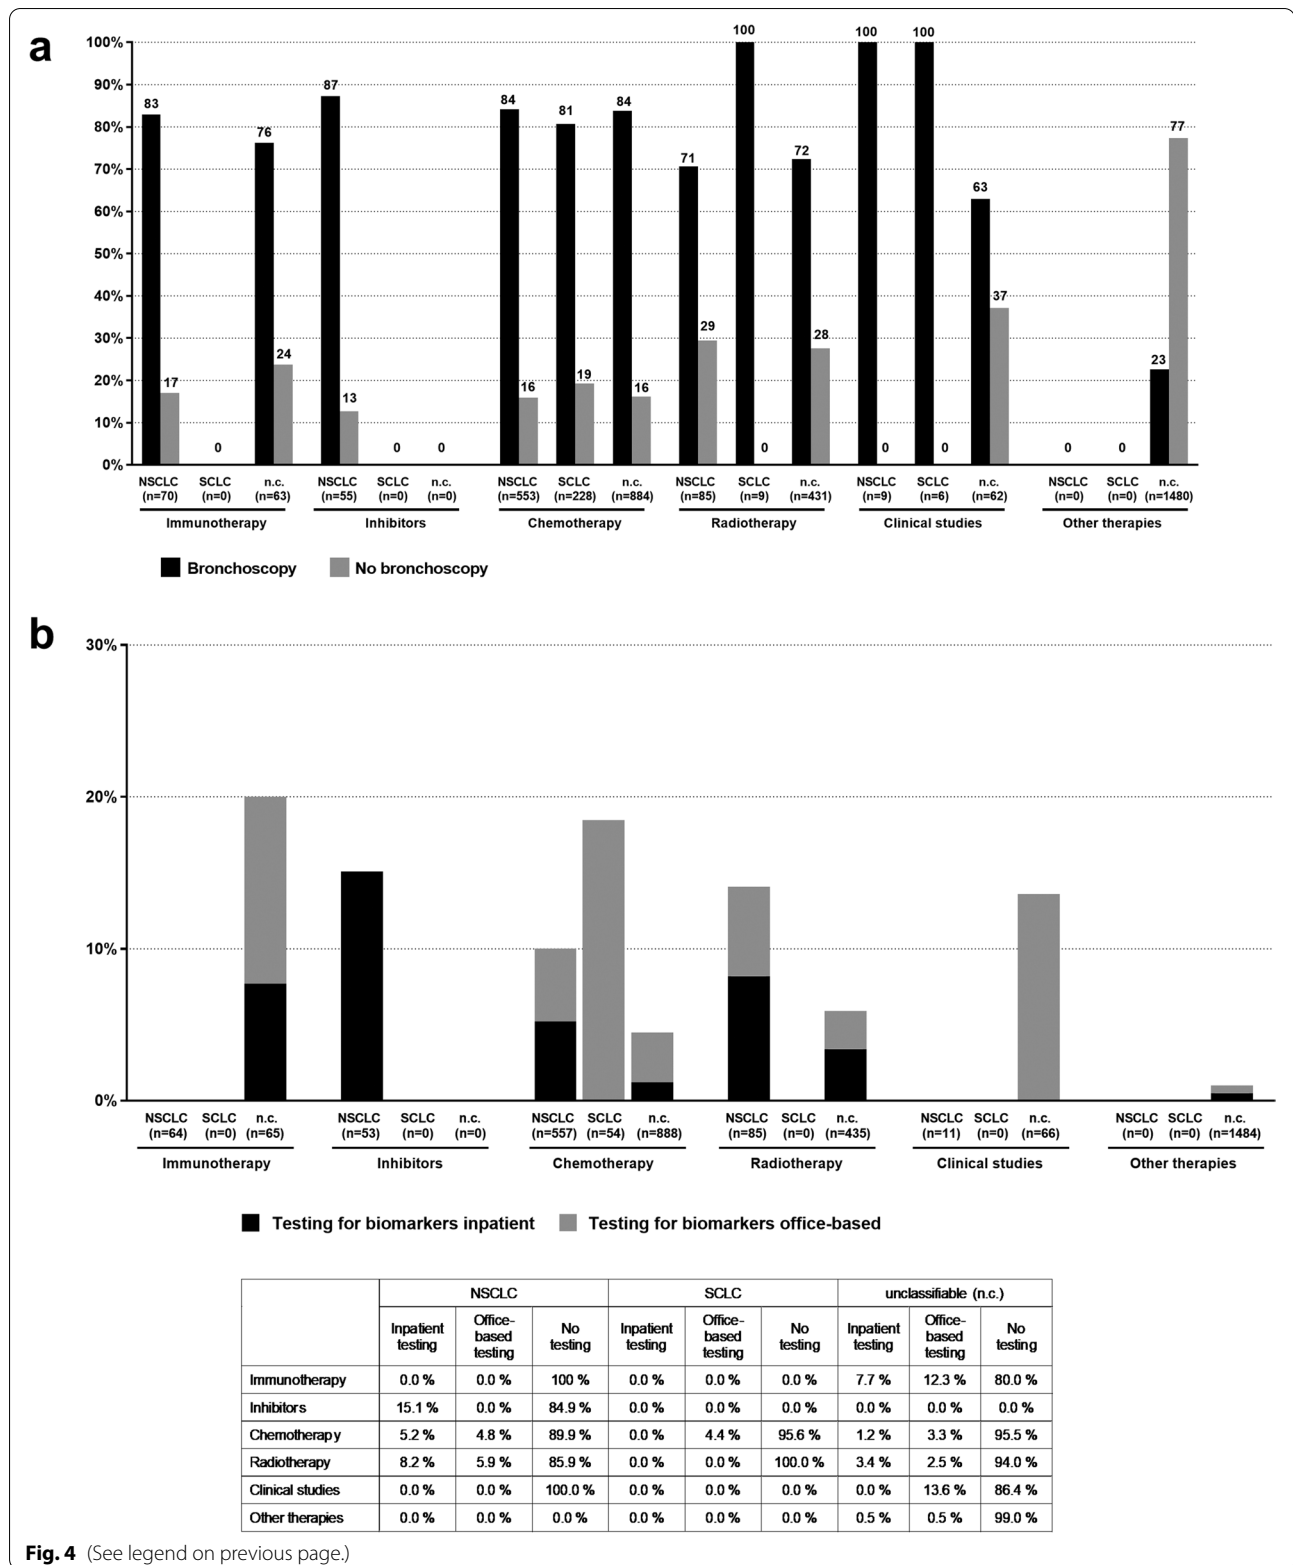 a
100%
90%
80%
70%
60%
50%
40%
30%
20%
10%
0%
83 17 0 76 24 87 13 0 0 84 16 81 19 84 16 71 29 100 0 72 28 100 0 100 0 63 37 0 0 23 77
NSCLC SCLC n.c. NSCLC SCLC n.c. NSCLC SCLC n.c. NSCLC SCLC n.c. NSCLC SCLC n.c. NSCLC SCLC n.c.
(n=70) (n=0) (n=63) (n=55) (n=0) (n=0) (n=553) (n=228) (n=884) (n=85) (n=9) (n=431) (n=9) (n=6) (n=62) (n=0) (n=0) (n=1480)
Immunotherapy Inhibitors Chemotherapy Radiotherapy Clinical studies Other therapies
Bronchoscopy No bronchoscopy
b
30%
20%
10%
0%
NSCLC SCLC n.c. NSCLC SCLC n.c. NSCLC SCLC n.c. NSCLC SCLC n.c. NSCLC SCLC n.c. NSCLC SCLC n.c.
(n=64) (n=0) (n=65) (n=53) (n=0) (n=0) (n=557) (n=54) (n=888) (n=85) (n=0) (n=435) (n=11) (n=0) (n=66) (n=0) (n=0) (n=1484)
Immunotherapy Inhibitors Chemotherapy Radiotherapy Clinical studies Other therapies
Testing for biomarkers inpatient Testing for biomarkers office-based
NSCLC SCLC unclassifiable (n.c.)
Inpatient testing Office-based testing No testing Inpatient testing Office-based testing No testing Inpatient testing Office-based testing No testing
Immunotherapy 0.0 % 0.0 % 100 % 0.0 % 0.0 % 0.0 % 7.7 % 12.3 % 80.0 %
Inhibitors 15.1 % 0.0 % 84.9 % 0.0 % 0.0 % 0.0 % 0.0 % 0.0 % 0.0 %
Chemotherapy 5.2 % 4.8 % 89.9 % 0.0 % 4.4 % 95.6 % 1.2 % 3.3 % 95.5 %
Radiotherapy 8.2 % 5.9 % 85.9 % 0.0 % 0.0 % 100.0 % 3.4 % 2.5 % 94.0 %
Clinical studies 0.0 % 0.0 % 100.0 % 0.0 % 0.0 % 0.0 % 0.0 % 13.6 % 86.4 %
Other therapies 0.0 % 0.0 % 0.0 % 0.0 % 0.0 % 0.0 % 0.5 % 0.5 % 99.0 %
Fig. 4 (See legend on previous page.)